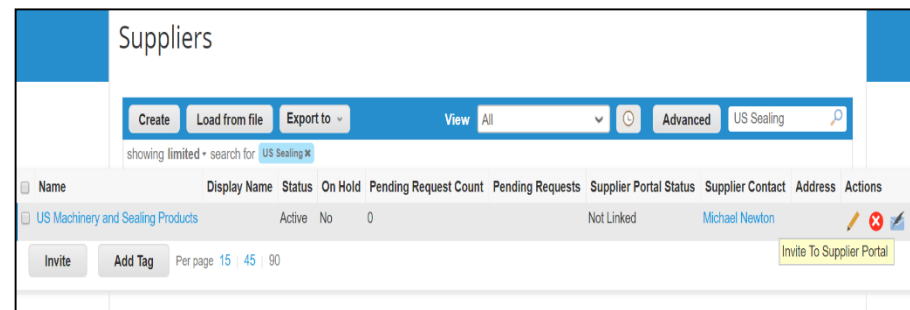 Suppliers
Create Load from file Export to View All Advanced US Sealing
showing limited search for US Sealing x
Name Display Name Status On Hold Pending Request Count Pending Requests Supplier Portal Status Supplier Contact Address Actions
US Machinery and Sealing Products Active No 0 Not Linked Michael Newton
Invite To Supplier Portal
Invite Add Tag Per page 15 | 45 | 90